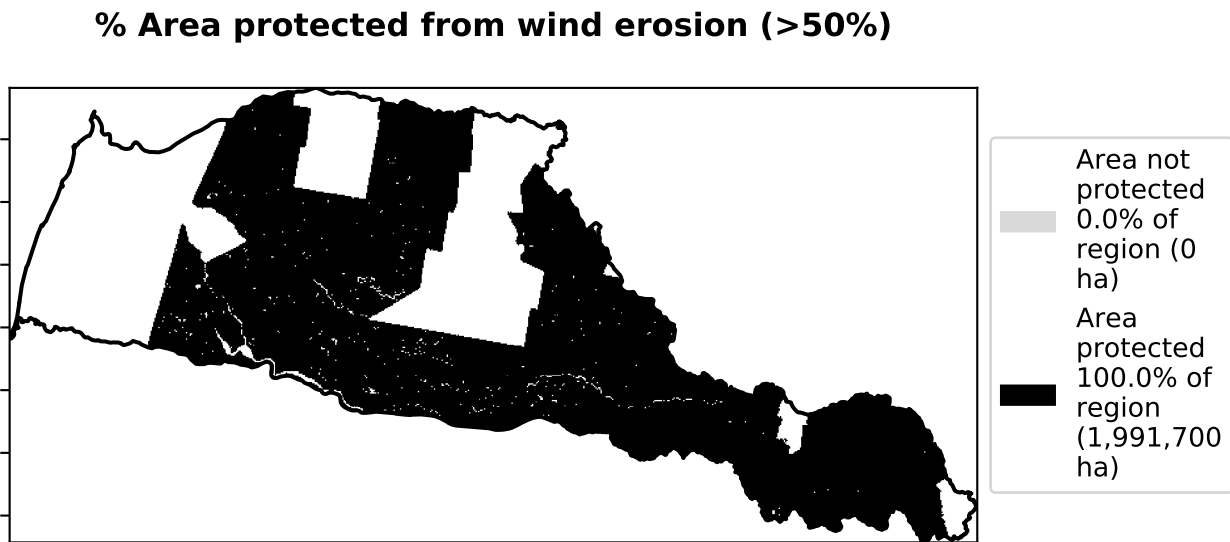 % Area protected from wind erosion (>50%)
Area not
protected
0.0% of
region (0
ha)
Area
protected
100.0% of
region
(1,991,700
ha)